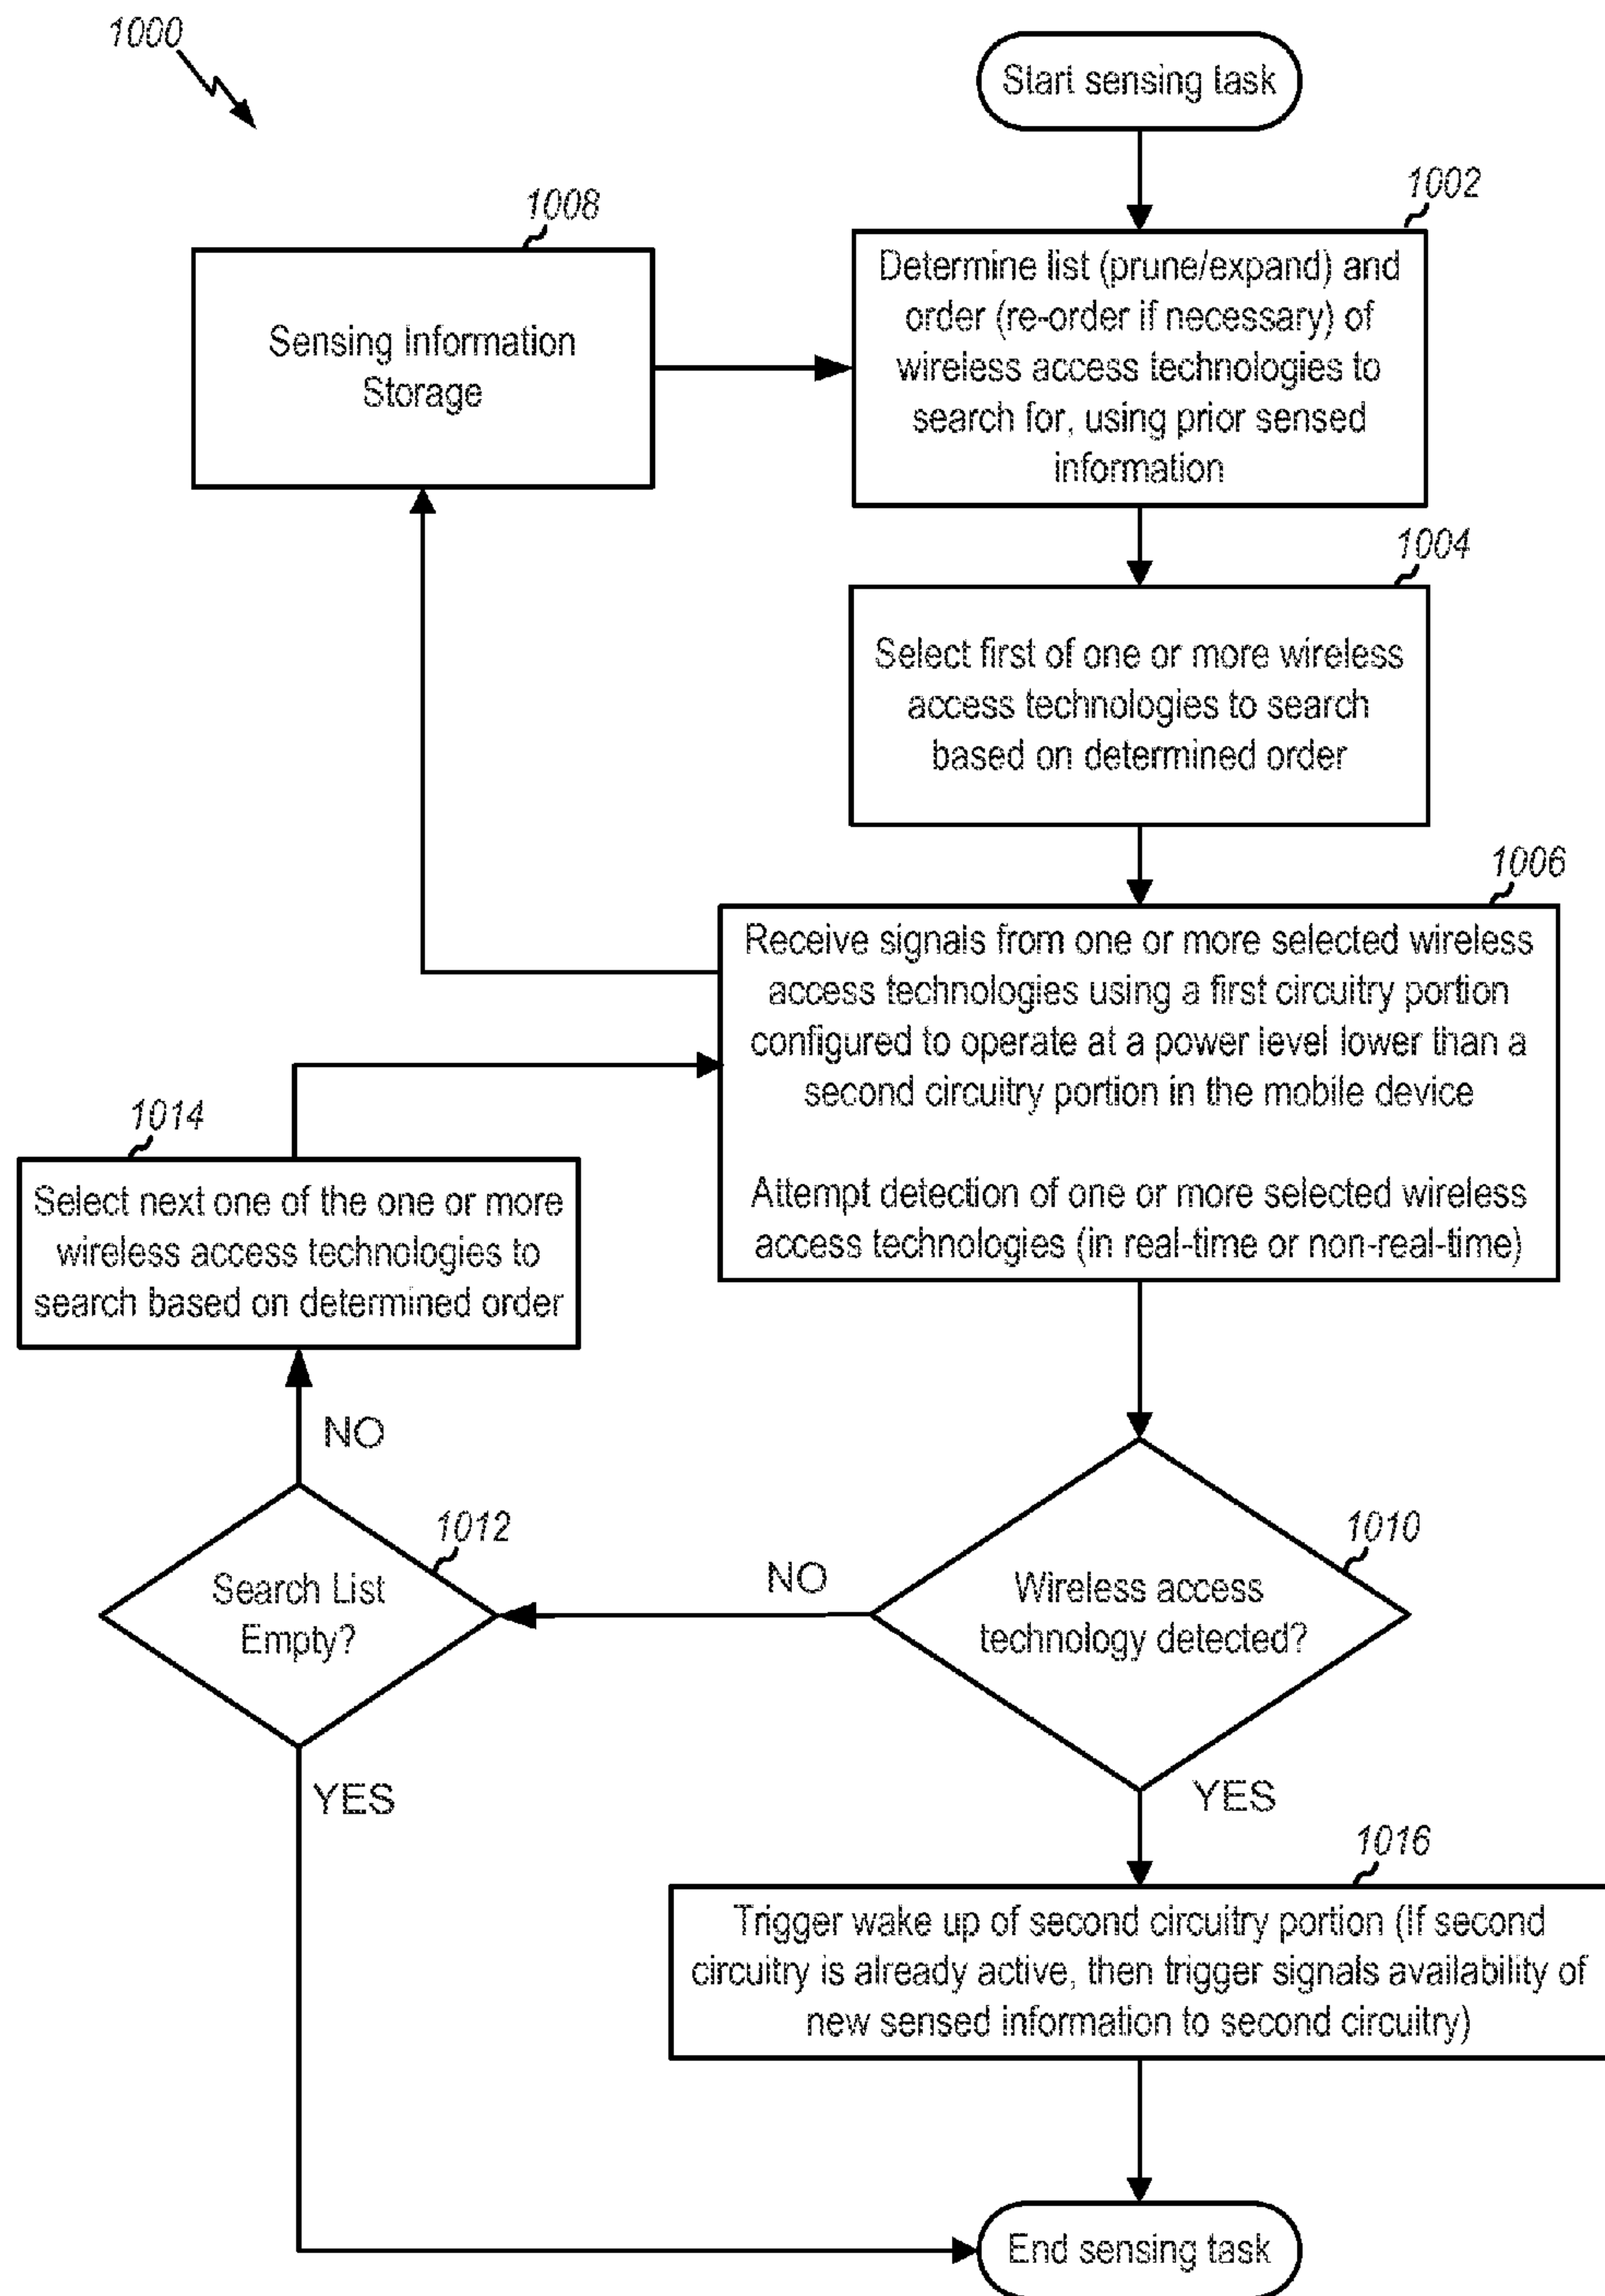 1000
Start sensing task
1002
Determine list (prune/expand) and
order (re-order if necessary) of
wireless access technologies to
search for, using prior sensed
information
1008
Sensing Information
Storage
1004
Select first of one or more wireless
access technologies to search
based on determined order
1006
Receive signals from one or more selected wireless
access technologies using a first circuitry portion
configured to operate at a power level lower than a
second circuitry portion in the mobile device
Attempt detection of one or more selected wireless
access technologies (in real-time or non-real-time)
1014
Select next one of the one or more
wireless access technologies to
search based on determined order
NO
1012
Search List
Empty?
YES
NO
1010
Wireless access
technology detected?
YES
1016
Trigger wake up of second circuitry portion (If second
circuitry is already active, then trigger signals availability of
new sensed information to second circuitry)
End sensing task